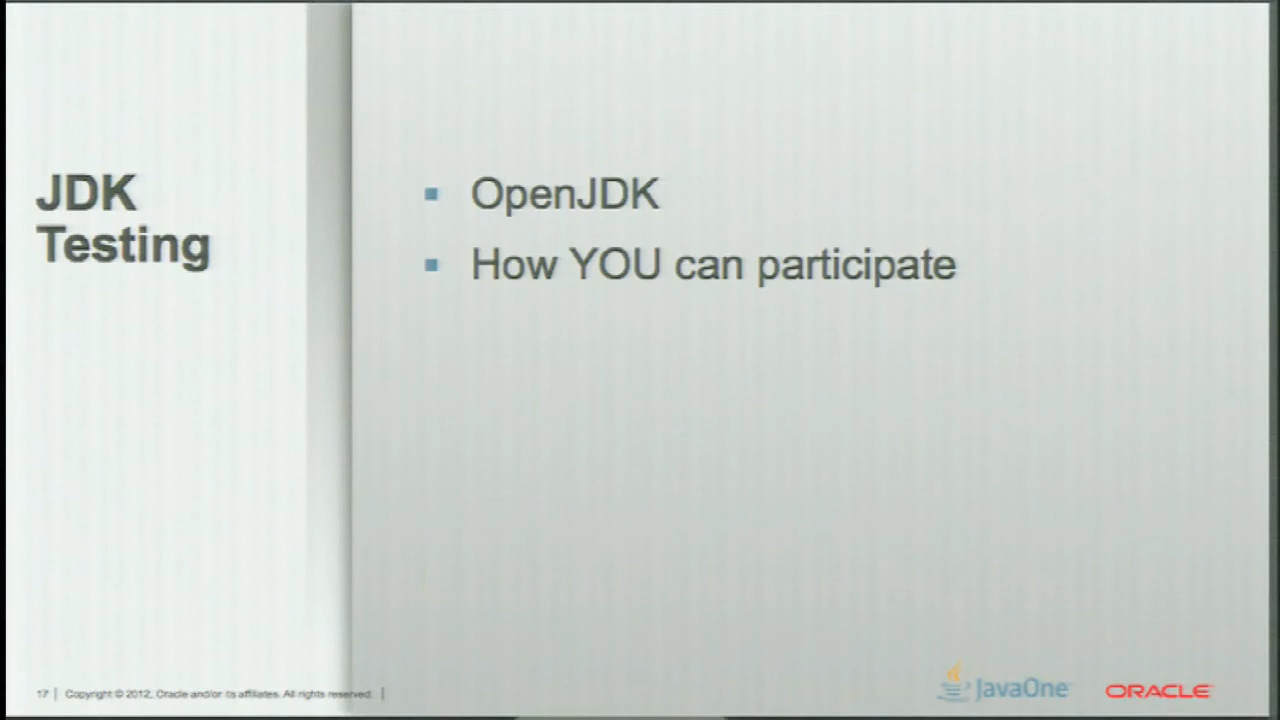 JDK
Testing
OpenJDK
How YOU can participate
17 | Copyright © 2012, Oracle and/or its affiliates. All rights reserved. |
JavaOne
ORACLE